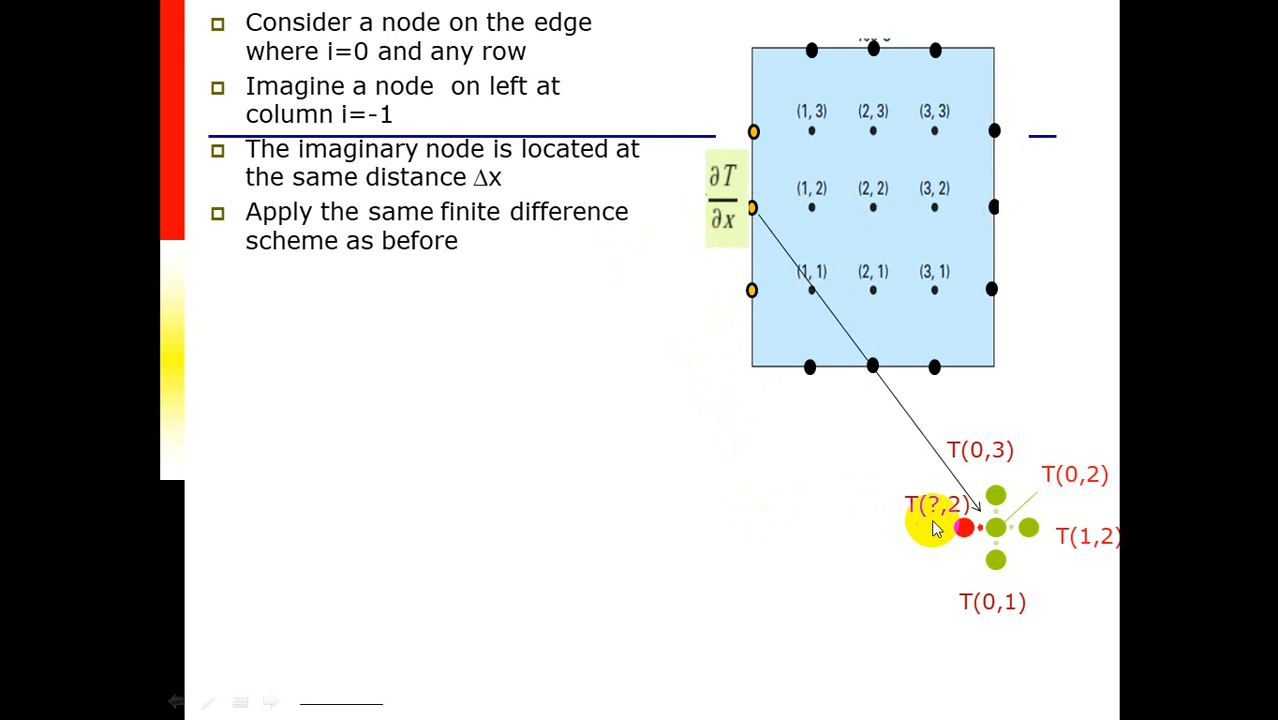 Consider a node on the edge
where i=0 and any row
Imagine a node on left at
column i=-1
The imaginary node is located at
the same distance Δx
Apply the same finite difference
scheme as before
∂T
∂x
(1, 3) (2, 3) (3, 3)
(1, 2) (2, 2) (3, 2)
(1, 1) (2, 1) (3, 1)
T(0,3)
T(0,2)
T(?,2)
T(1,2)
T(0,1)